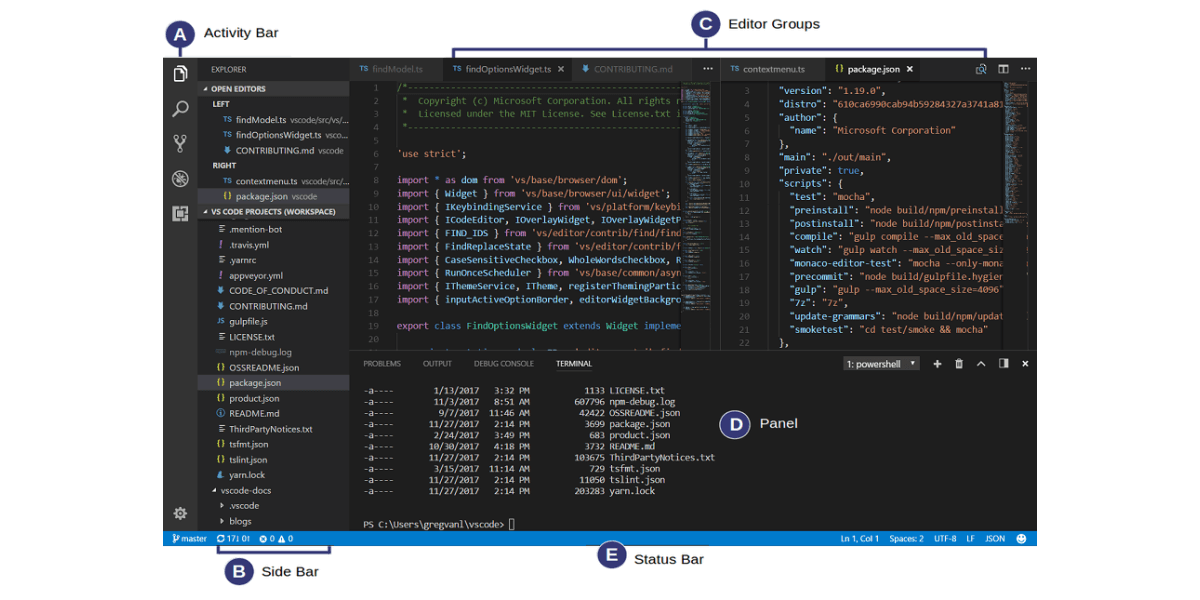 A Activity Bar
C Editor Groups
EXPLORER
OPEN EDITORS
LEFT
TS findModel.ts vscode/src/vs/...
TS findOptionsWidget.ts vsco...
CONTRIBUTING.md vscode
RIGHT
TS contextmenu.ts vscode/src/...
{} package.json vscode
VS CODE PROJECTS (WORKSPACE)
.mention-bot
! .travis.yml
.yarnrc
! appveyor.yml
CODE_OF_CONDUCT.md
CONTRIBUTING.md
JS gulpfile.js
LICENSE.txt
npm-debug.log
{} OSSREADME.json
{} package.json
{} product.json
README.md
ThirdPartyNotices.txt
{} tsfmt.json
{} tslint.json
yarn.lock
vscode-docs
.vscode
blogs
TS findModel.ts TS findOptionsWidget.ts × CONTRIBUTING.md ...
1 /*---
2 * Copyright (c) Microsoft Corporation. All rights r
3 * Licensed under the MIT License. See License.txt i
4 *---
5
6 'use strict';
7
8 import * as dom from 'vs/base/browser/dom';
9 import { Widget } from 'vs/base/browser/ui/widget';
10 import { IKeybindingService } from 'vs/platform/keybi
11 import { ICodeEditor, IOverlayWidget, IOverlayWidgetP
12 import { FIND_IDS } from 'vs/editor/contrib/find/find
13 import { FindReplaceState } from 'vs/editor/contrib/f
14 import { CaseSensitiveCheckbox, WholeWordsCheckbox, R
15 import { RunOnceScheduler } from 'vs/base/common/asyn
16 import { IThemeService, ITheme, registerThemingPartic
17 import { inputActiveOptionBorder, editorWidgetBackgro
18
19 export class FindOptionsWidget extends Widget impleme
20
TS contextmenu.ts {} package.json × ...
3 "version": "1.19.0",
4 "distro": "610ca6990cab94b59284327a3741a81
5 "author": {
6 "name": "Microsoft Corporation"
7 },
8 "main": "./out/main",
9 "private": true,
10 "scripts": {
11 "test": "mocha",
12 "preinstall": "node build/npm/preinstall
13 "postinstall": "node build/npm/postinsta
14 "compile": "gulp compile --max_old_space
15 "watch": "gulp watch --max_old_space_siz
16 "monaco-editor-test": "mocha --only-mona
17 "precommit": "node build/gulpfile.hygien
18 "gulp": "gulp --max_old_space_size=4096"
19 "7z": "7z",
20 "update-grammars": "node build/npm/updat
21 "smoketest": "cd test/smoke && mocha"
22 },
PROBLEMS OUTPUT DEBUG CONSOLE TERMINAL 1: powershell
-a---- 1/13/2017 3:32 PM 1133 LICENSE.txt
-a---- 11/3/2017 8:51 AM 607796 npm-debug.log
-a---- 9/7/2017 11:46 AM 42422 OSSREADME.json
-a---- 11/27/2017 2:14 PM 3699 package.json
-a---- 2/24/2017 3:49 PM 683 product.json
-a---- 10/30/2017 4:18 PM 3732 README.md
-a---- 11/27/2017 2:14 PM 103675 ThirdPartyNotices.txt
-a---- 3/15/2017 11:14 AM 729 tsfmt.json
-a---- 11/27/2017 2:14 PM 11050 tslint.json
-a---- 11/27/2017 2:14 PM 203283 yarn.lock
PS C:\Users\gregvanl\vscode>
D Panel
master 17↓ 0↑ 0 0 Ln 1, Col 1 Spaces: 2 UTF-8 LF JSON
B Side Bar
E Status Bar